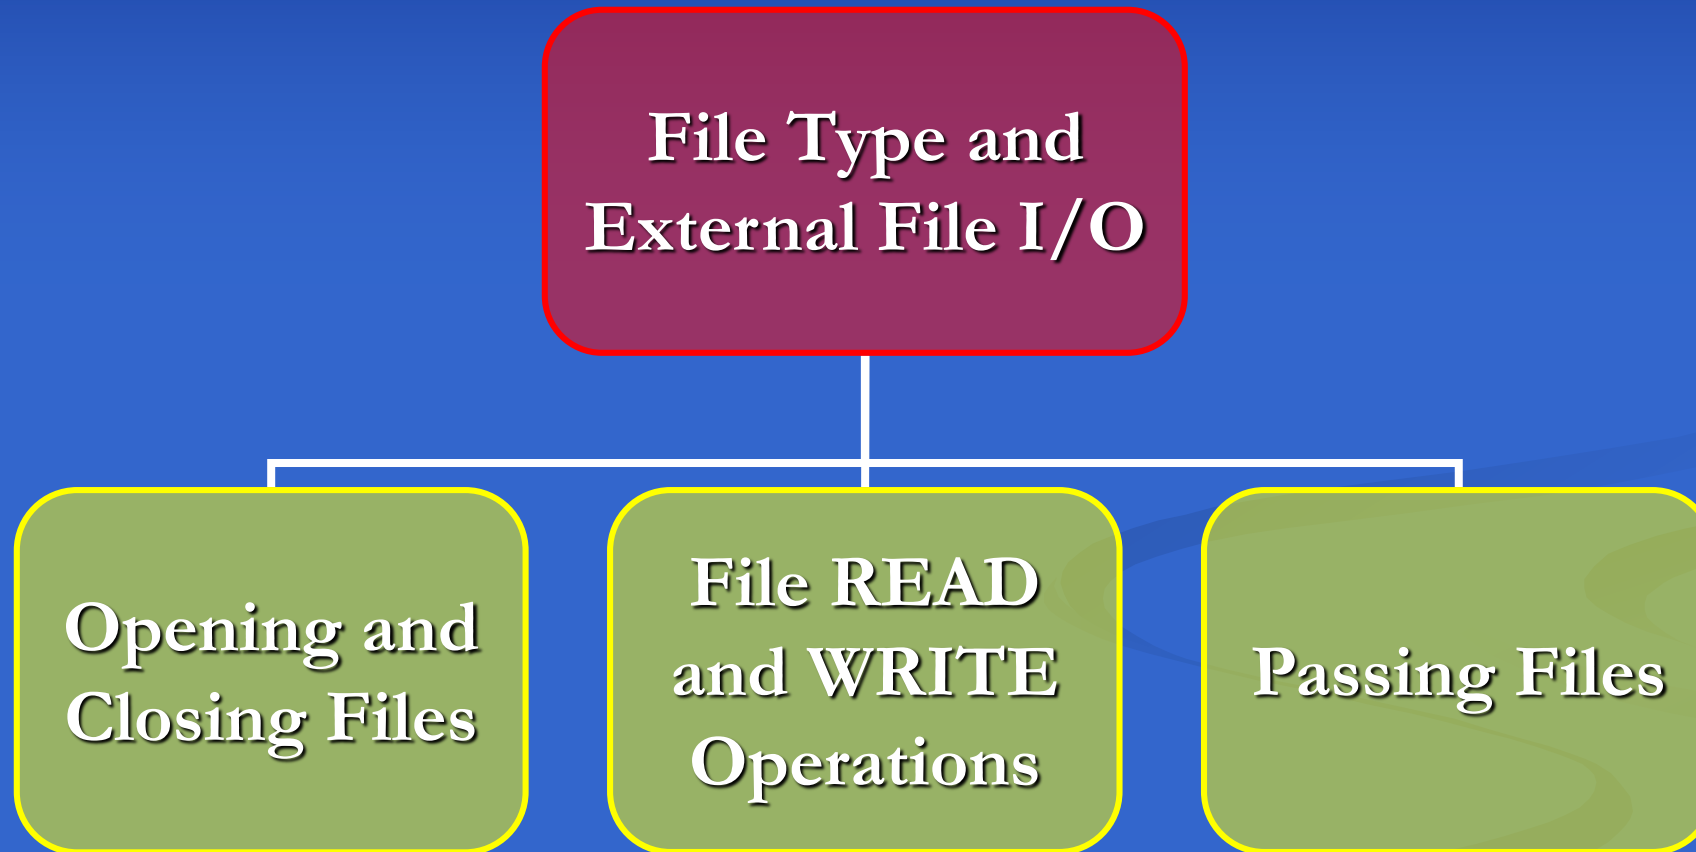 File Type and
External File I/O
Opening and
Closing Files
File READ
and WRITE
Operations
Passing Files